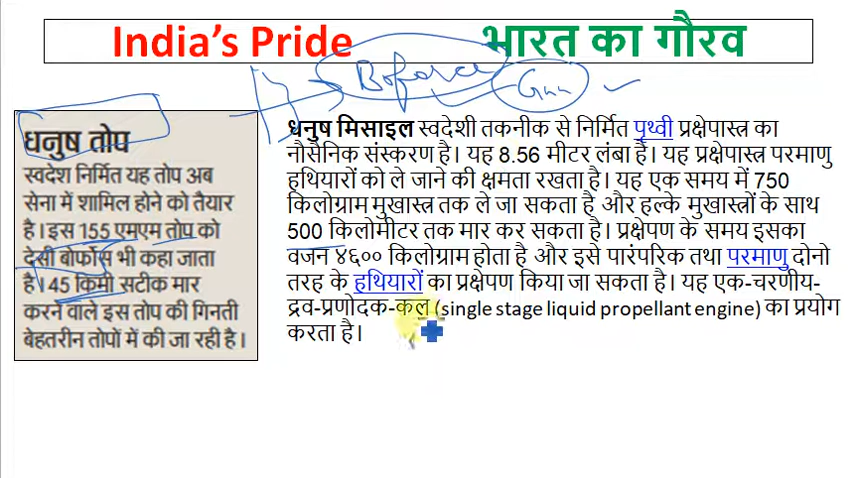 India's Pride भारत का गौरव
Boforce
Gun
धनुष तोप
स्वदेश निर्मित यह तोप अब
सेना में शामिल होने को तैयार
है। इस 155 एमएम तोप को
देसी बोफोर्स भी कहा जाता
है। 45 किमी सटीक मार
करने वाले इस तोप की गिनती
बेहतरीन तोपों में की जा रही है।
धनुष मिसाइल स्वदेशी तकनीक से निर्मित पृथ्वी प्रक्षेपास्त्र का
नौसैनिक संस्करण है। यह 8.56 मीटर लंबा है। यह प्रक्षेपास्त्र परमाणु
हथियारों को ले जाने की क्षमता रखता है। यह एक समय में 750
किलोग्राम मुखास्त्र तक ले जा सकता है और हल्के मुखास्त्रों के साथ
500 किलोमीटर तक मार कर सकता है। प्रक्षेपण के समय इसका
वजन ४६०० किलोग्राम होता है और इसे पारंपरिक तथा परमाणु दोनो
तरह के हथियारों का प्रक्षेपण किया जा सकता है। यह एक-चरणीय-
द्रव-प्रणोदक-कल (single stage liquid propellant engine) का प्रयोग
करता है।